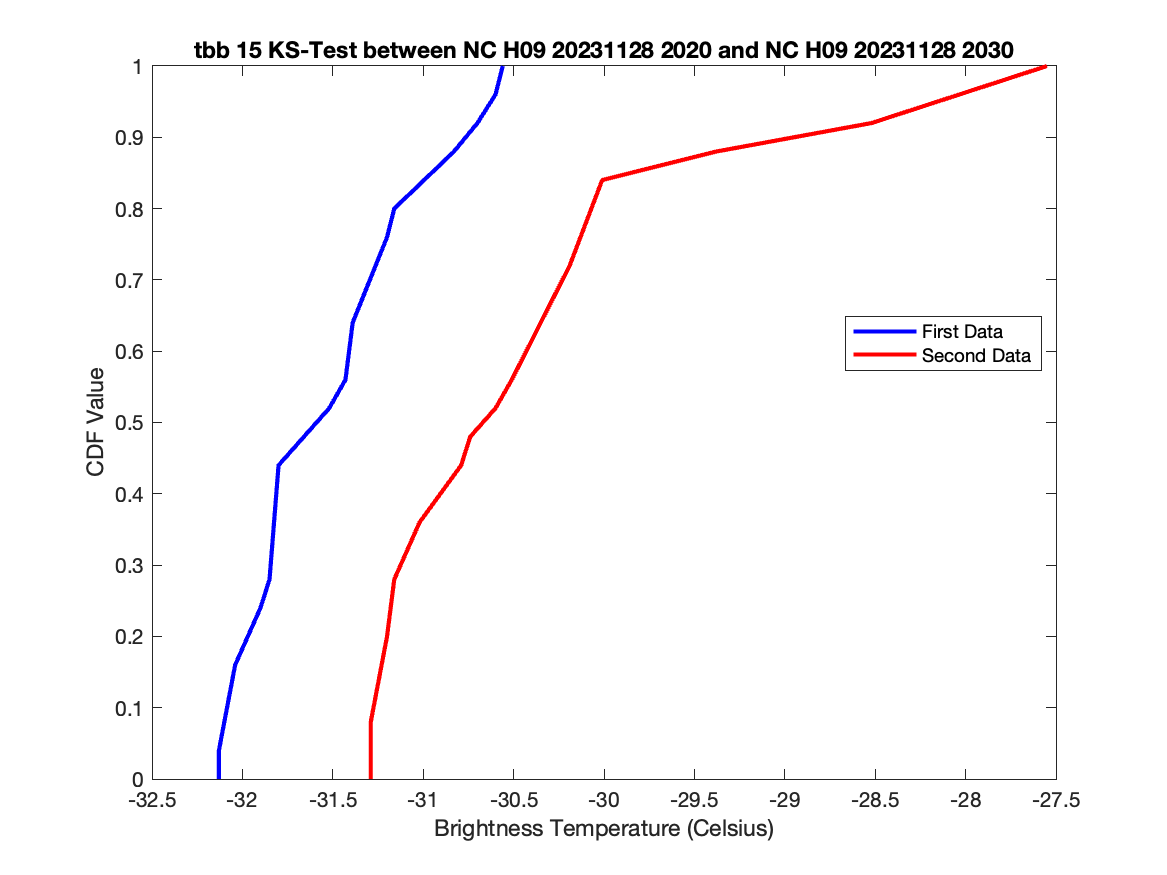 tbb 15 KS-Test between NC H09 20231128 2020 and NC H09 20231128 2030
1
0.9
0.8
0.7
0.6
0.5
0.4
0.3
0.2
0.1
0
CDF Value
First Data
Second Data
-32.5 -32 -31.5 -31 -30.5 -30 -29.5 -29 -28.5 -28 -27.5
Brightness Temperature (Celsius)